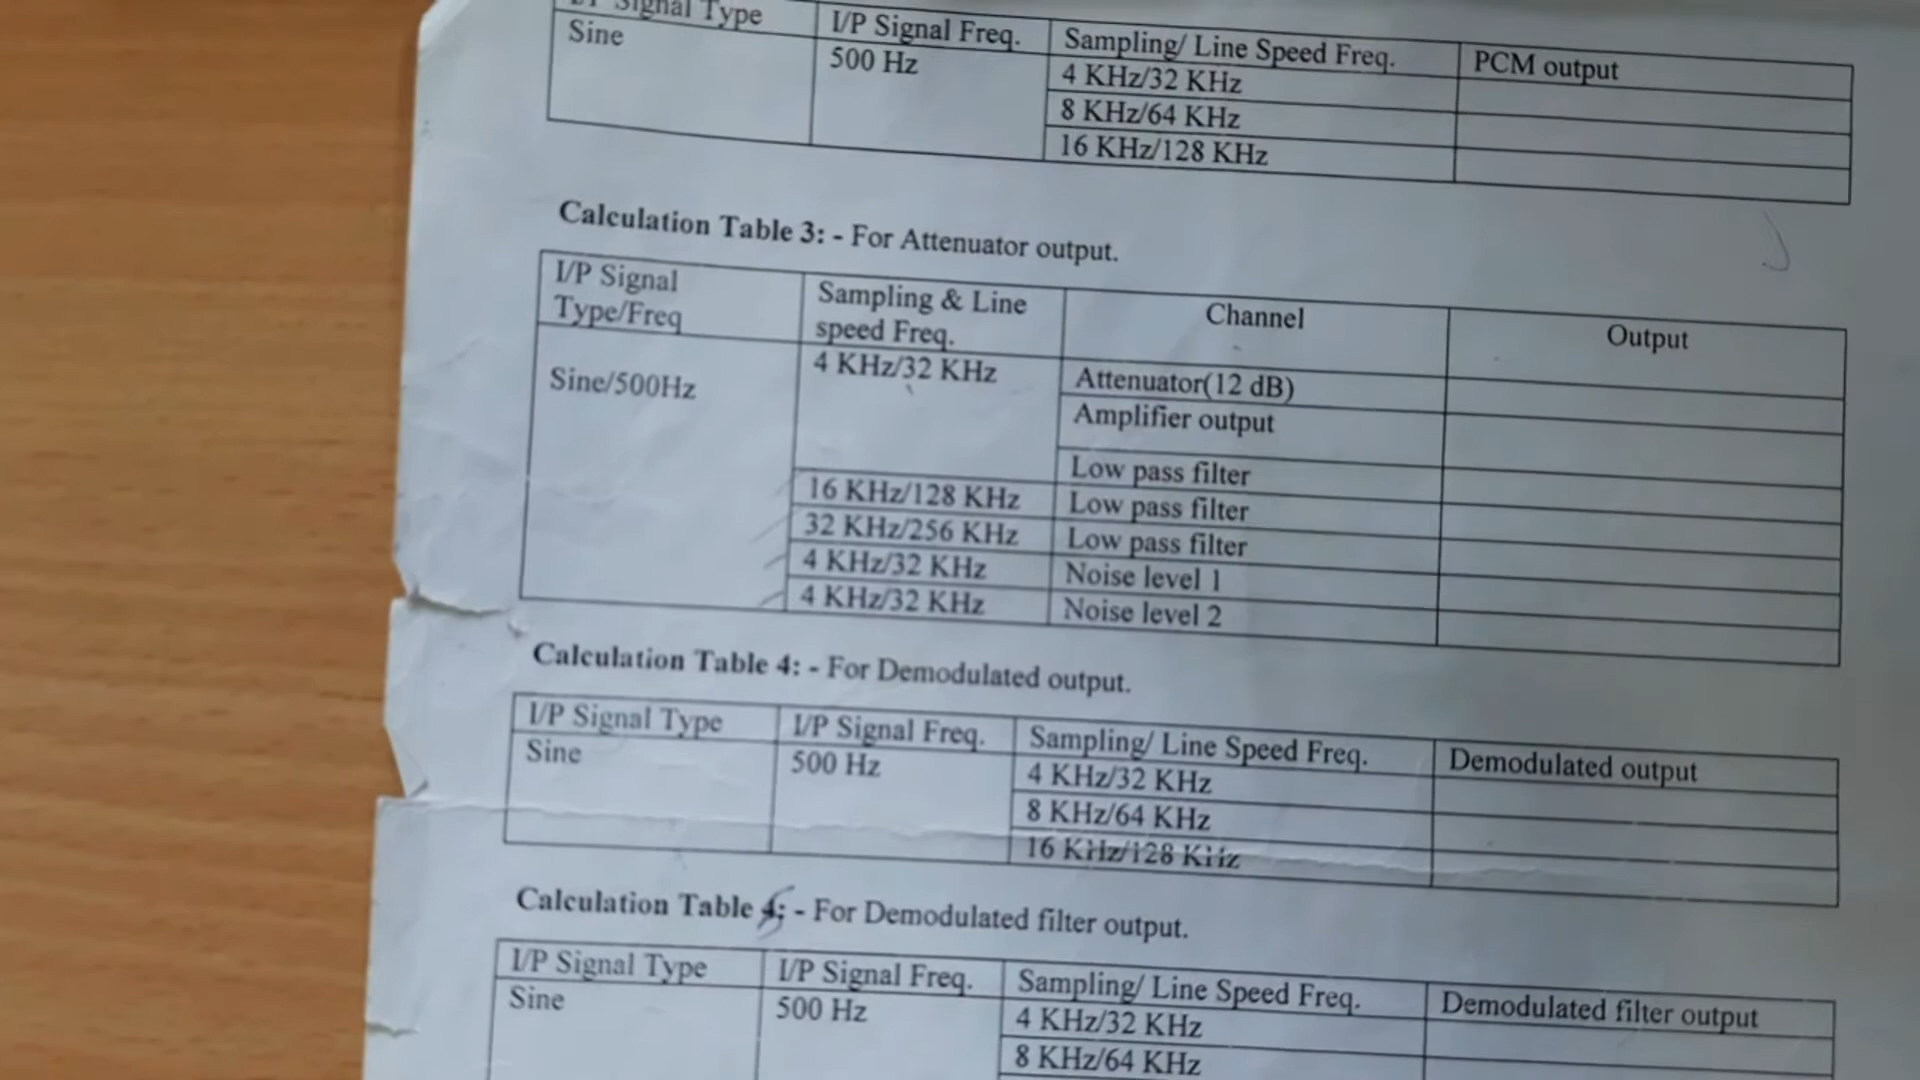 I/P Signal Type I/P Signal Freq. Sampling/ Line Speed Freq. PCM output
Sine 500 Hz 4 KHz/32 KHz
8 KHz/64 KHz
16 KHz/128 KHz
Calculation Table 3: - For Attenuator output.
I/P Signal Type/Freq Sampling & Line speed Freq. Channel Output
Sine/500Hz 4 KHz/32 KHz Attenuator(12 dB)
Amplifier output
Low pass filter
16 KHz/128 KHz Low pass filter
32 KHz/256 KHz Low pass filter
4 KHz/32 KHz Noise level 1
4 KHz/32 KHz Noise level 2
Calculation Table 4: - For Demodulated output.
I/P Signal Type I/P Signal Freq. Sampling/ Line Speed Freq. Demodulated output
Sine 500 Hz 4 KHz/32 KHz
8 KHz/64 KHz
16 KHz/128 KHz
Calculation Table 5: - For Demodulated filter output.
I/P Signal Type I/P Signal Freq. Sampling/ Line Speed Freq. Demodulated filter output
Sine 500 Hz 4 KHz/32 KHz
8 KHz/64 KHz